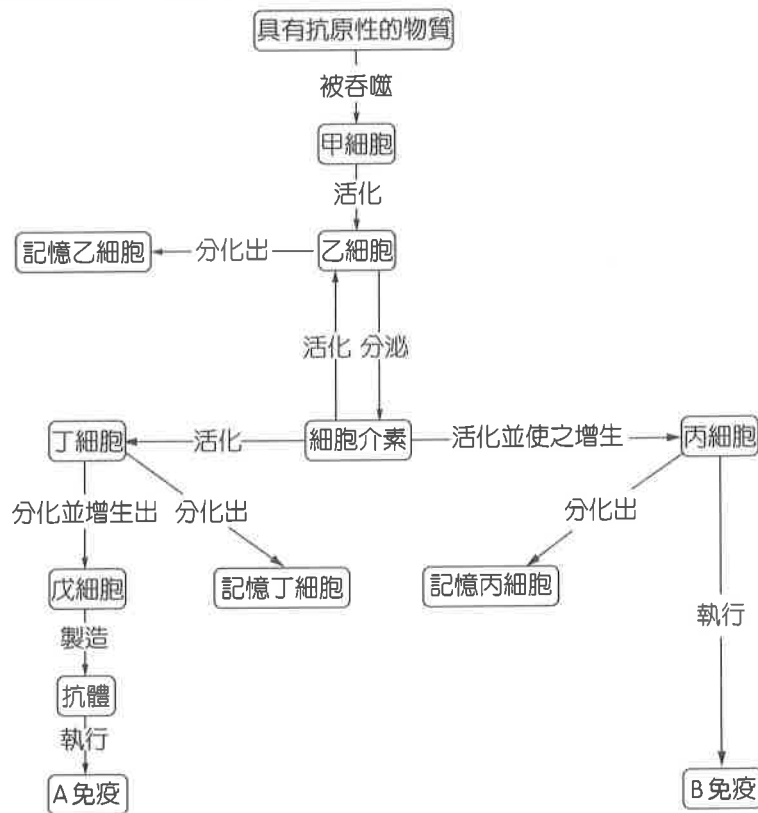 具有抗原性的物質
被吞噬
甲細胞
活化
記憶乙細胞 分化出 乙細胞
活化 分泌
丁細胞 活化 細胞介素 活化並使之增生 丙細胞
分化並增生出 分化出 分化出
戊細胞 記憶丁細胞 記憶丙細胞
執行
製造
抗體
執行
A免疫 B免疫